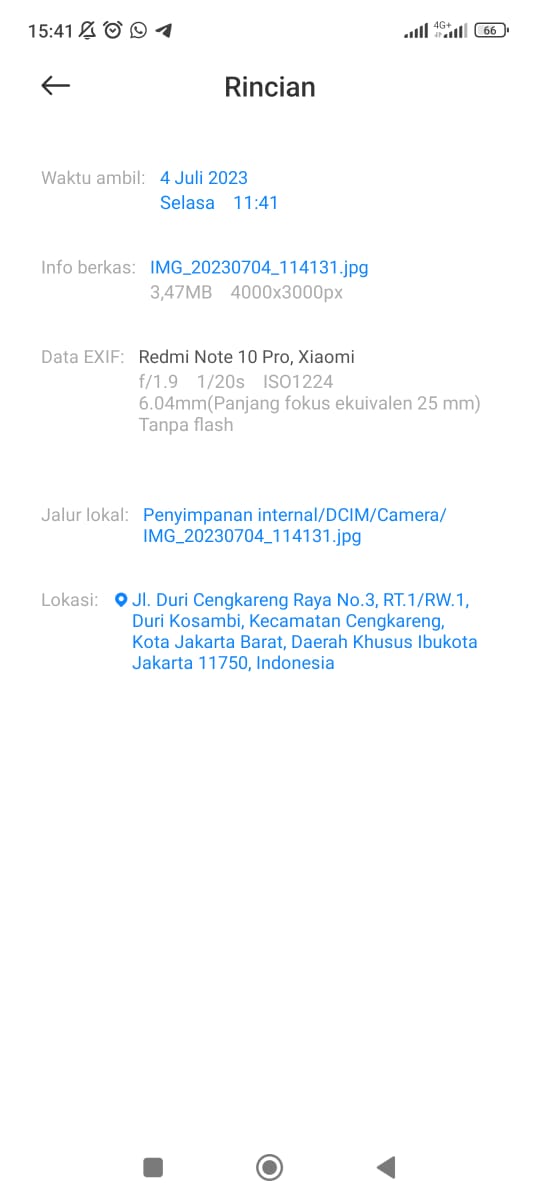 15:41 4G+ 66
Rincian
Waktu ambil: 4 Juli 2023
Selasa 11:41
Info berkas: IMG_20230704_114131.jpg
3,47MB 4000x3000px
Data EXIF: Redmi Note 10 Pro, Xiaomi
f/1.9 1/20s ISO1224
6.04mm(Panjang fokus ekuivalen 25 mm)
Tanpa flash
Jalur lokal: Penyimpanan internal/DCIM/Camera/
IMG_20230704_114131.jpg
Lokasi: Jl. Duri Cengkareng Raya No.3, RT.1/RW.1,
Duri Kosambi, Kecamatan Cengkareng,
Kota Jakarta Barat, Daerah Khusus Ibukota
Jakarta 11750, Indonesia